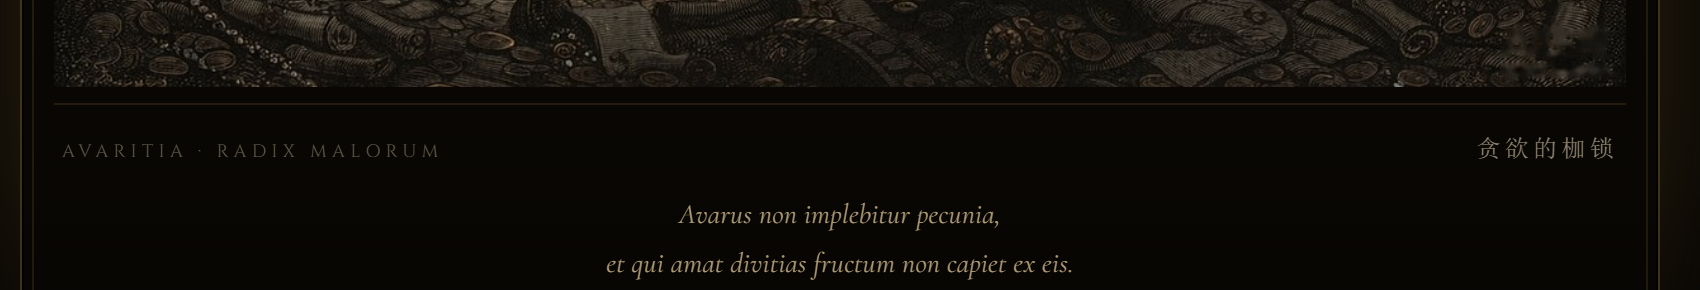 AVARITIA · RADIX MALORUM
贪欲的枷锁
Avarus non implebitur pecunia,
et qui amat divitias fructum non capiet ex eis.